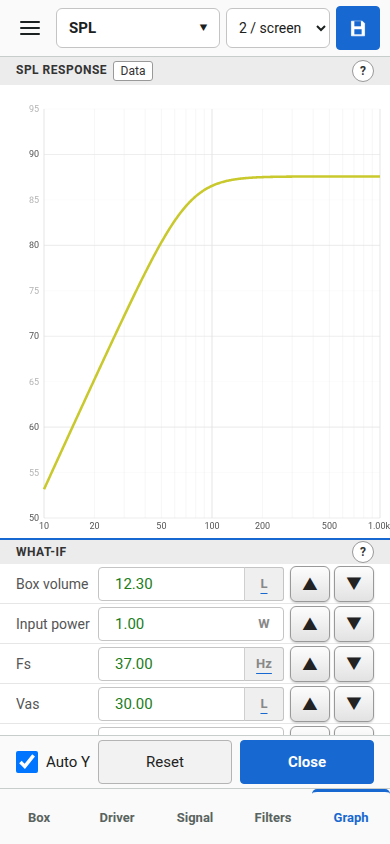 SPL ▼ 2 / screen
SPL RESPONSE Data ?
95
90
85
80
75
70
65
60
55
50
10 20 50 100 200 500 1.00k
WHAT-IF ?
Box volume 12.30 L ▲ ▼
Input power 1.00 W ▲ ▼
Fs 37.00 Hz ▲ ▼
Vas 30.00 L ▲ ▼
Auto Y Reset Close
Box Driver Signal Filters Graph